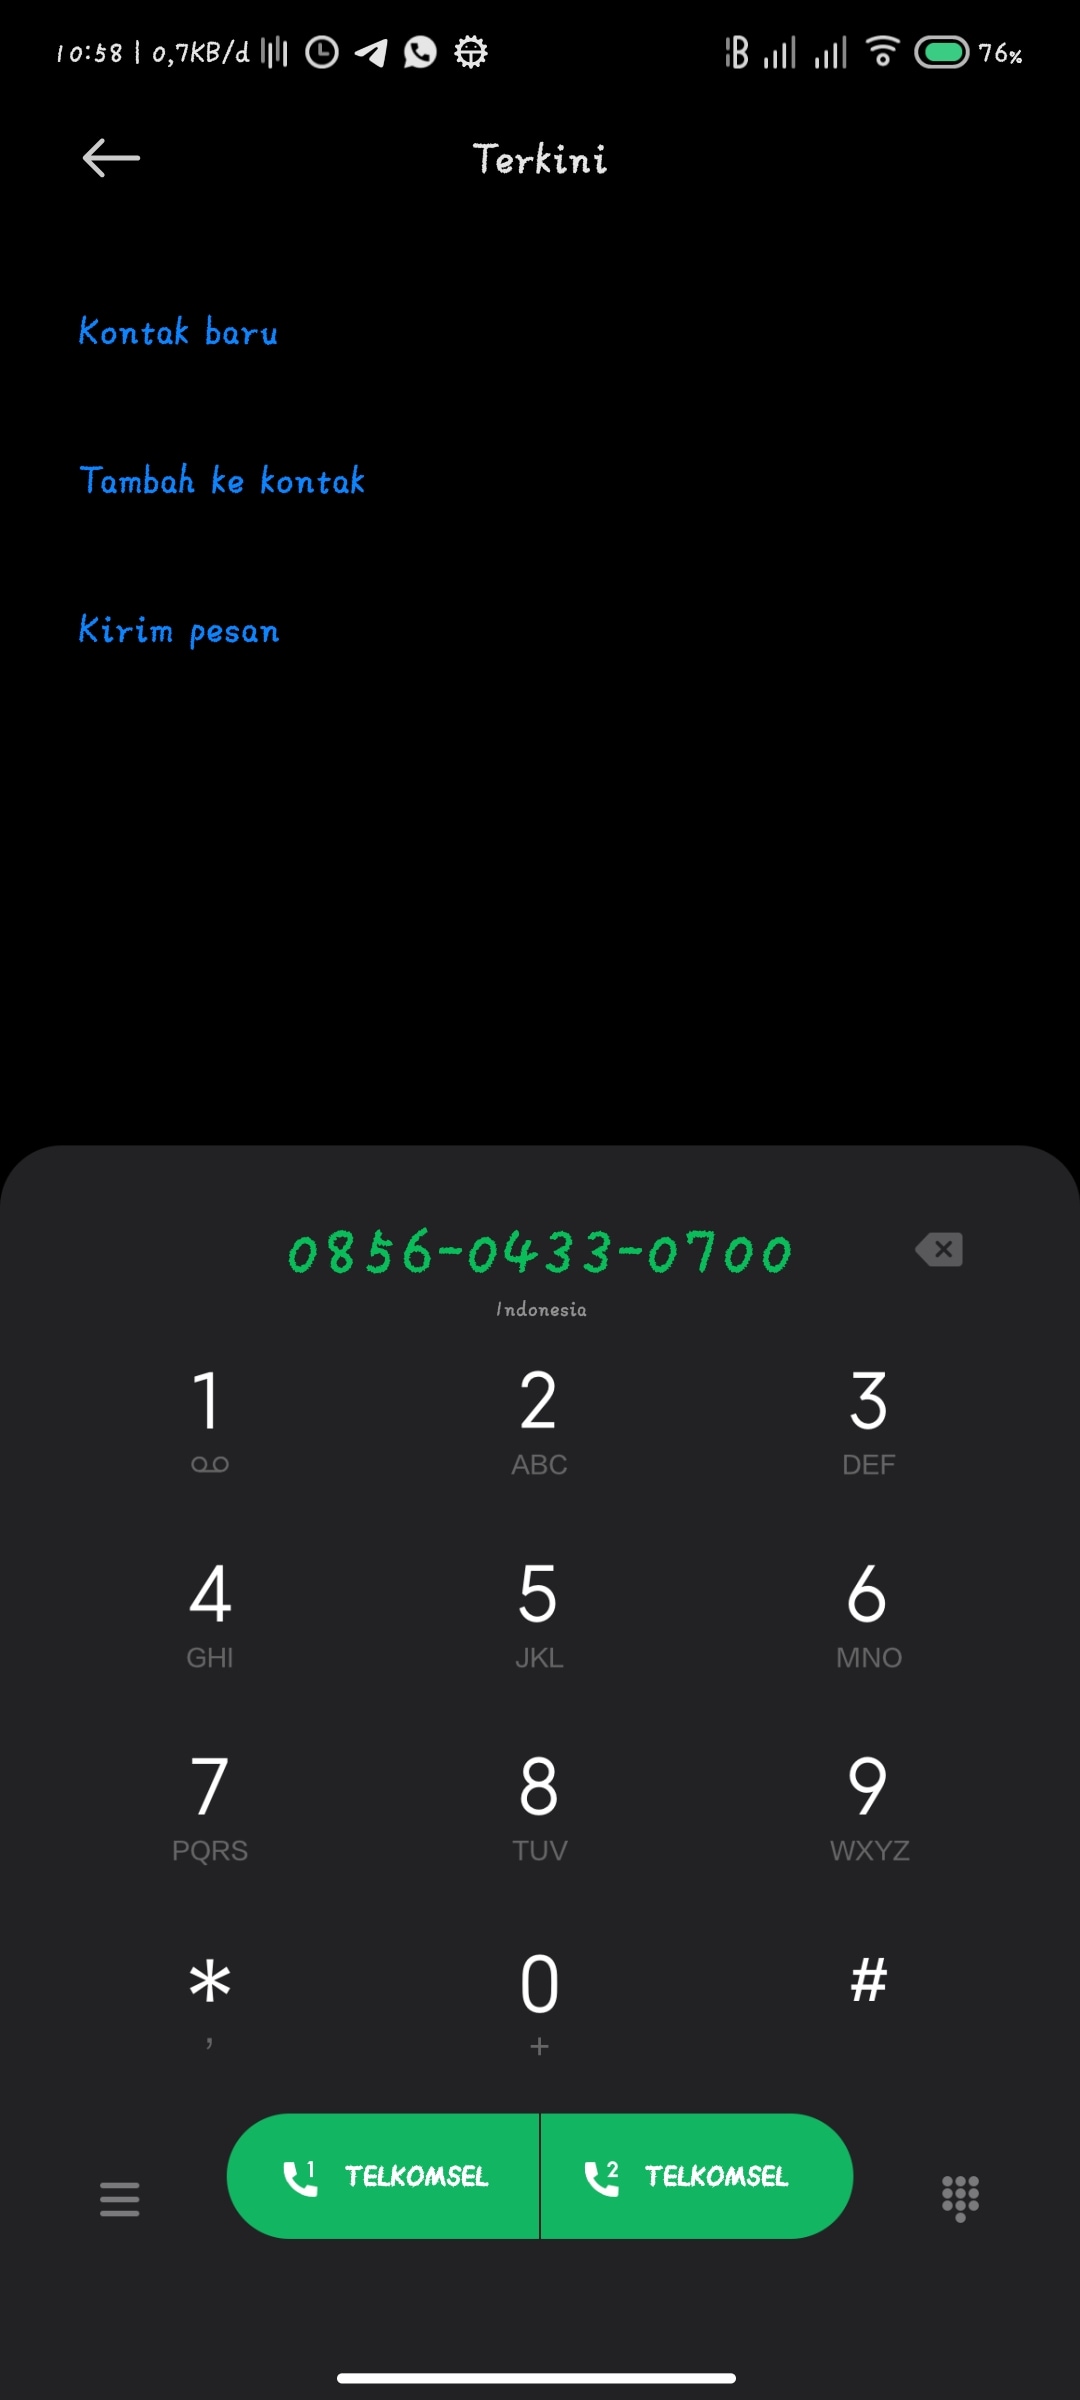 10:58 | 0,7KB/d
76%
Terkini
Kontak baru
Tambah ke kontak
Kirim pesan
0856-0433-0700
Indonesia
1 2 3
ABC DEF
4 5 6
GHI JKL MNO
7 8 9
PQRS TUV WXYZ
* 0 #
, +
1 TELKOMSEL 2 TELKOMSEL